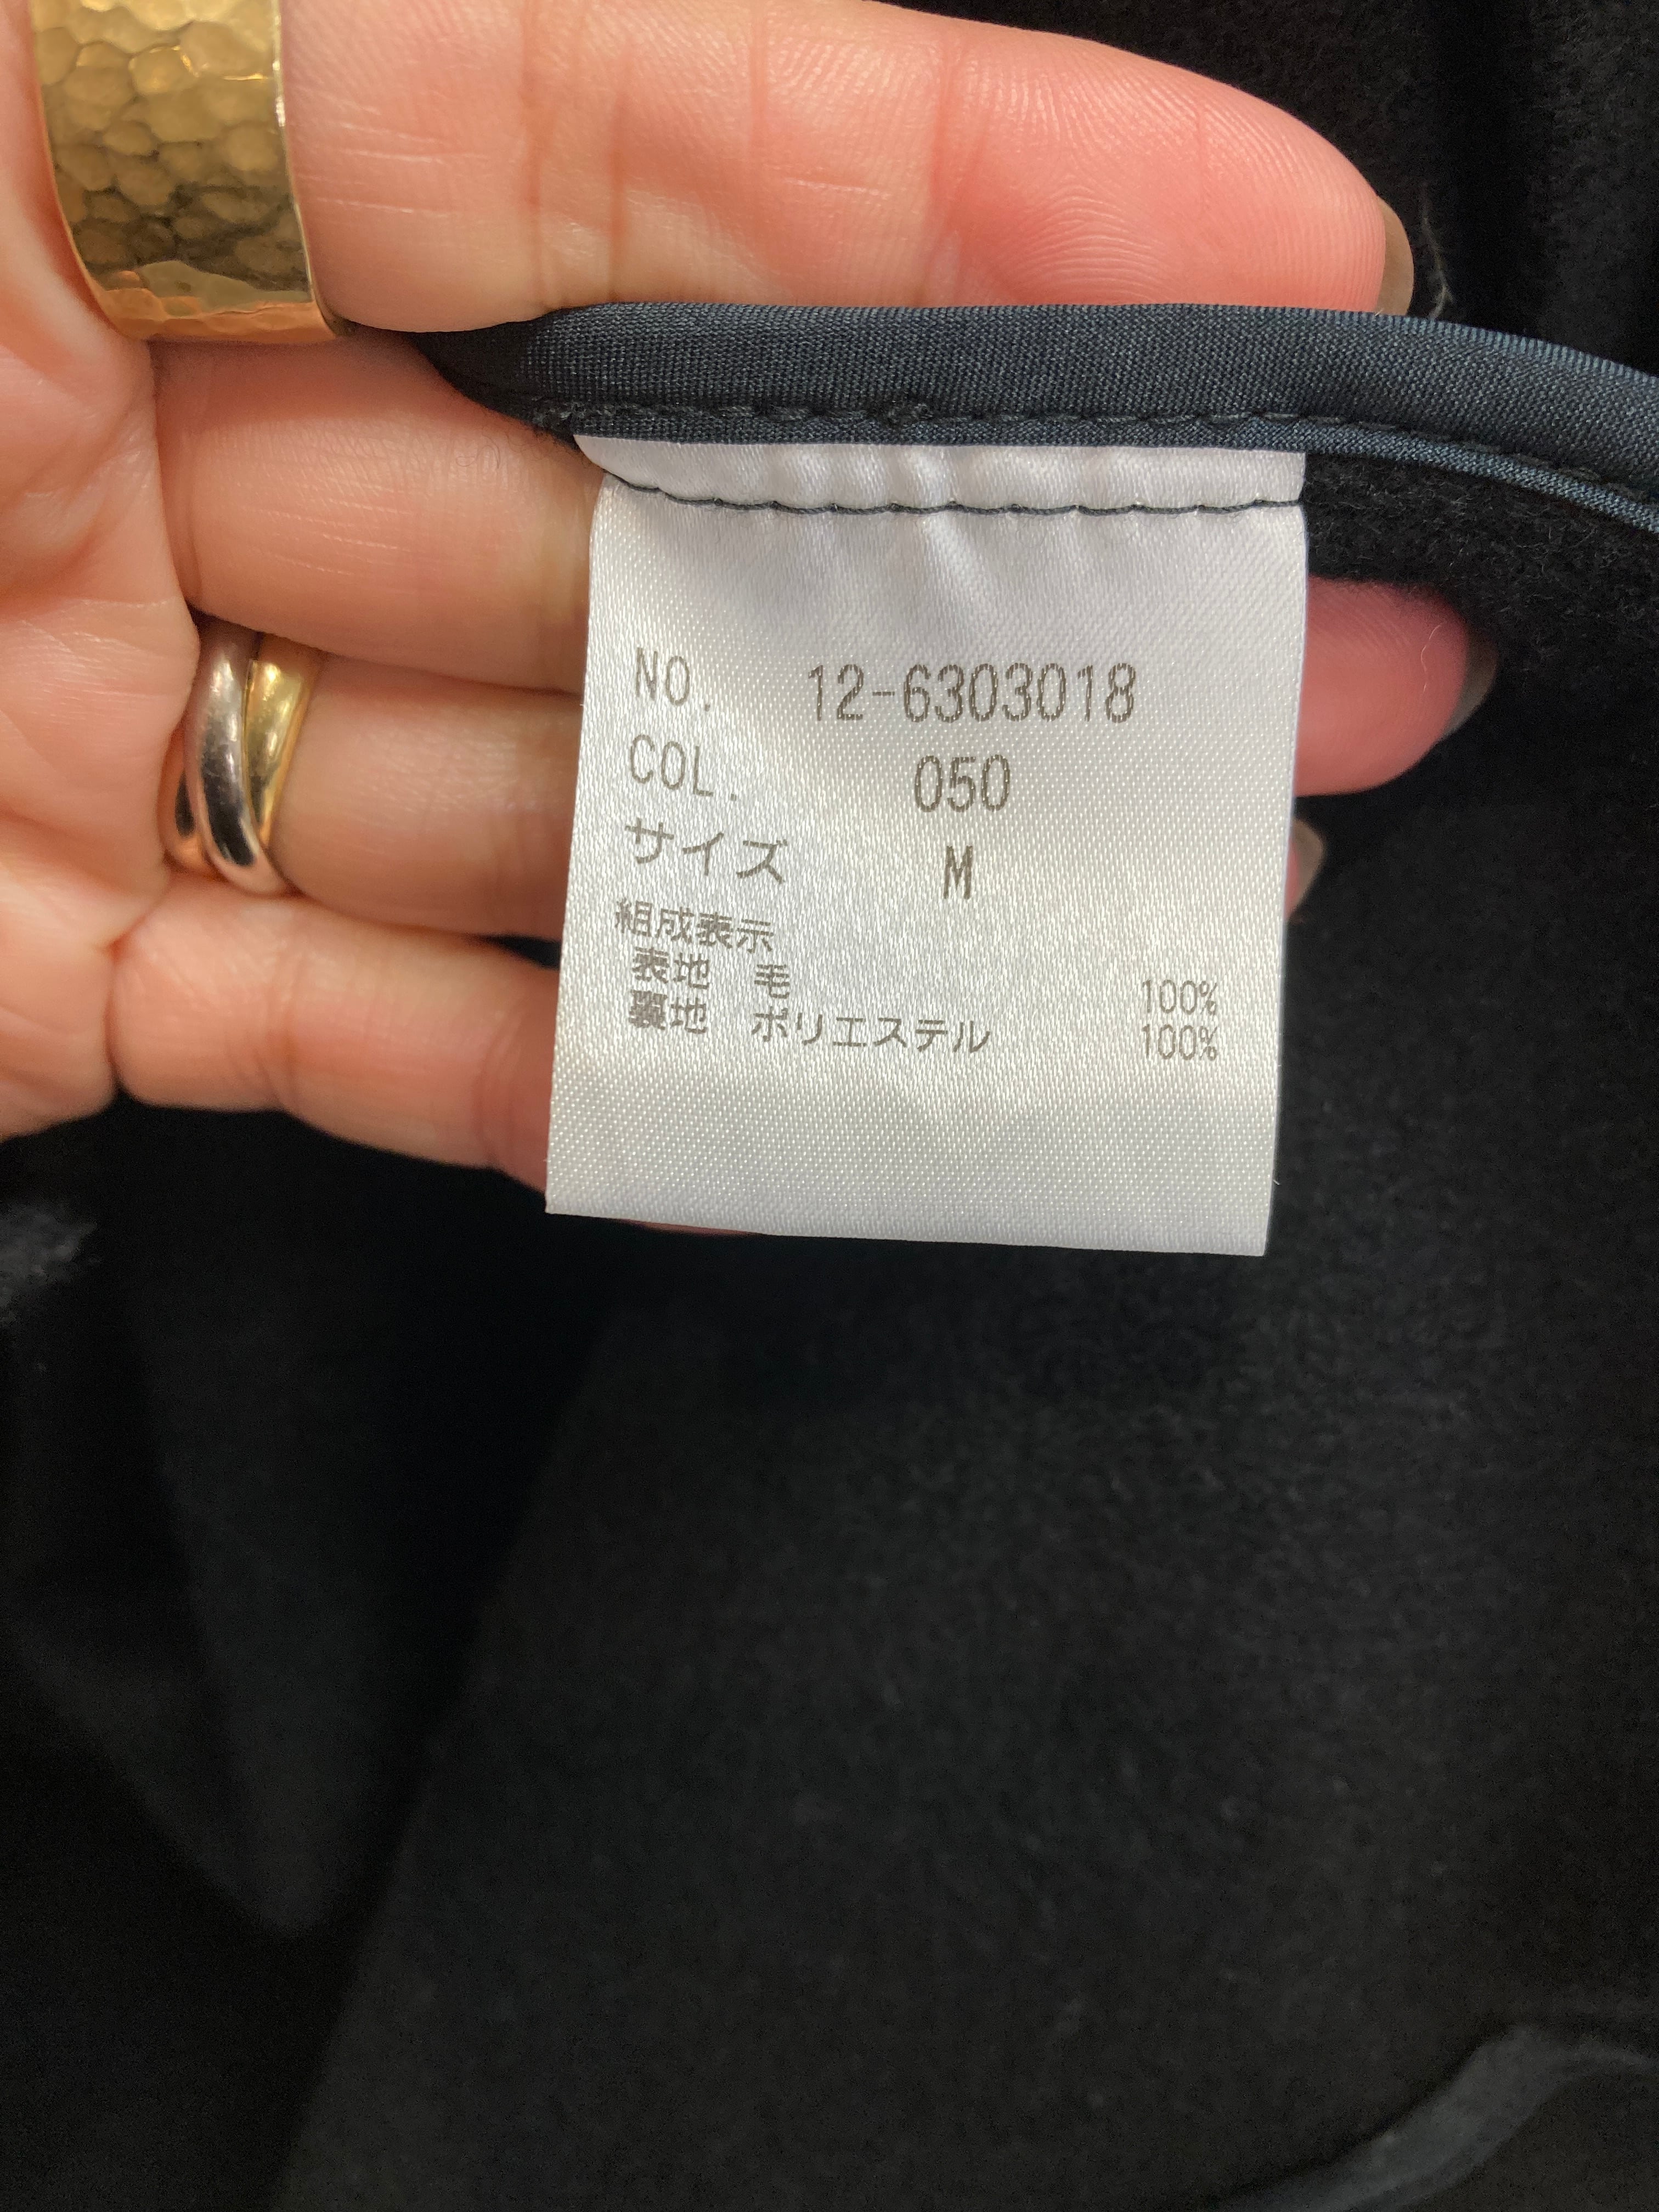 NO. 12-6303018
COL. 050
サイズ M
組成表示
表地 毛 100%
裏地 ポリエステル 100%